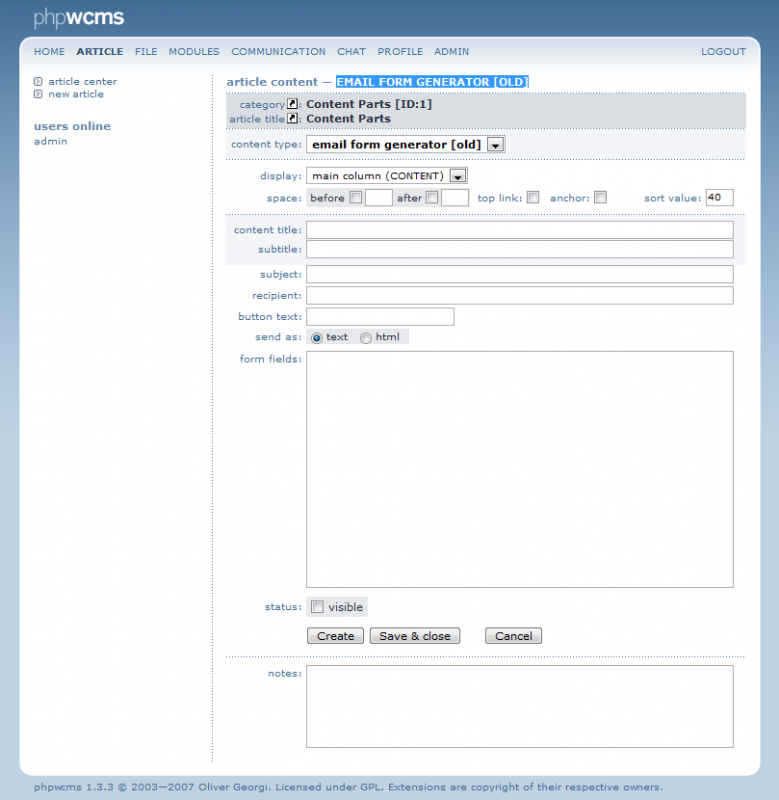 phpwcms
HOME ARTICLE FILE MODULES COMMUNICATION CHAT PROFILE ADMIN LOGOUT
article center
new article
users online
admin
article content — EMAIL FORM GENERATOR [OLD]
category: Content Parts [ID:1]
article title: Content Parts
content type: email form generator [old]
display: main column (CONTENT)
space: before after top link: anchor: sort value: 40
content title:
subtitle:
subject:
recipient:
button text:
send as: text html
form fields:
status: visible
Create Save & close Cancel
notes:
phpwcms 1.3.3 © 2003—2007 Oliver Georgi. Licensed under GPL. Extensions are copyright of their respective owners.